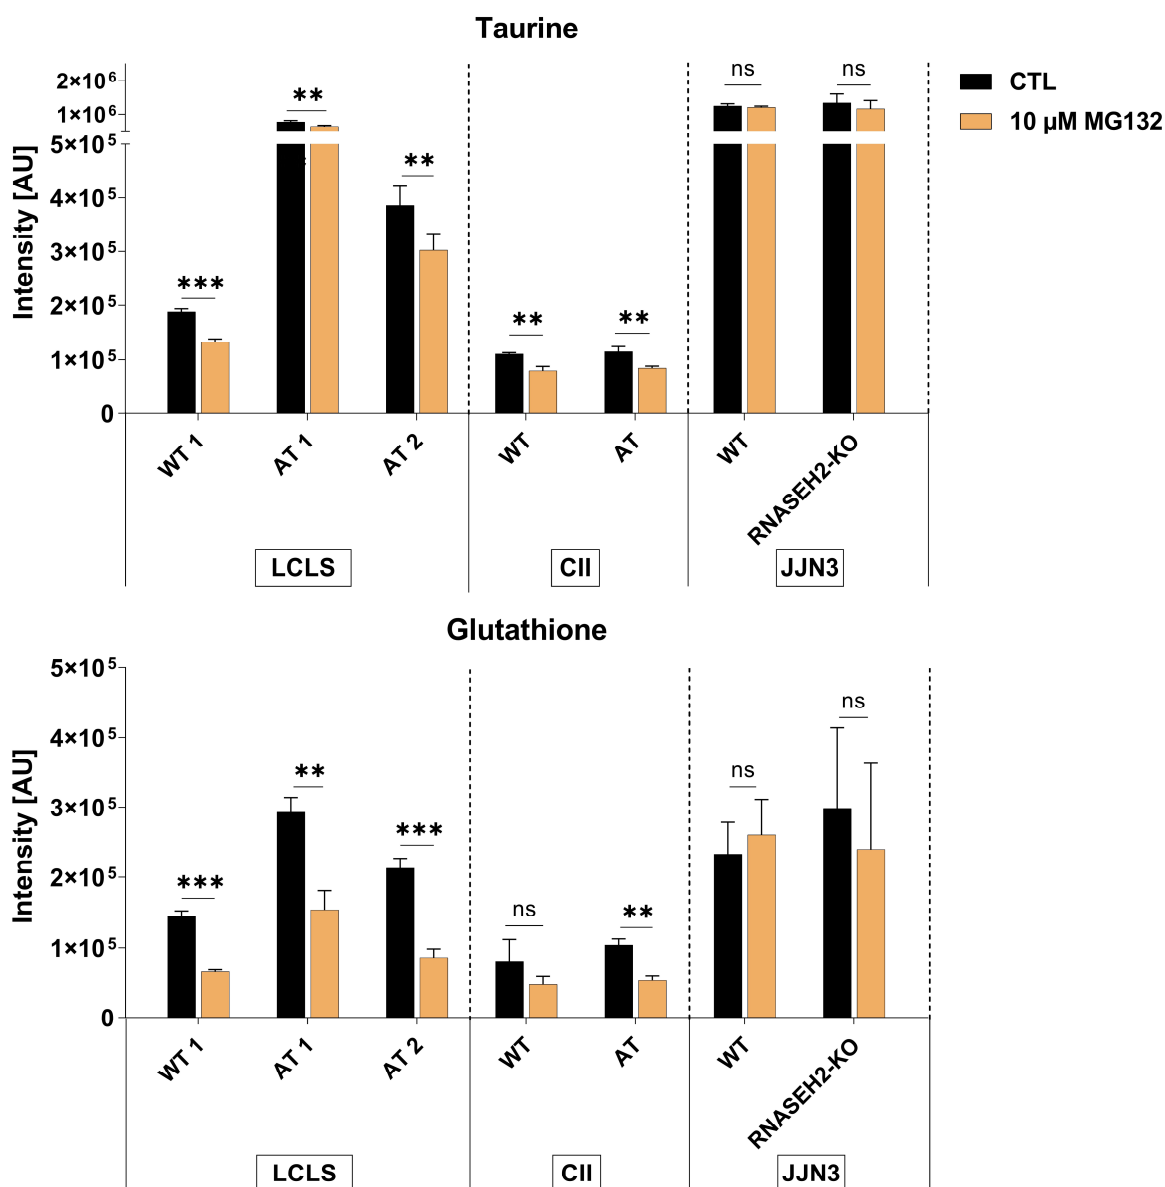 Taurine
CTL
10 µM MG132
Intensity [AU]
2×10⁶
1×10⁶
5×10⁵
4×10⁵
3×10⁵
2×10⁵
1×10⁵
0
***
**
**
**
**
ns
ns
WT 1
AT 1
AT 2
WT
AT
WT
RNASEH2-KO
LCLS
CII
JJN3
Glutathione
Intensity [AU]
5×10⁵
4×10⁵
3×10⁵
2×10⁵
1×10⁵
0
***
**
***
ns
**
ns
ns
WT 1
AT 1
AT 2
WT
AT
WT
RNASEH2-KO
LCLS
CII
JJN3